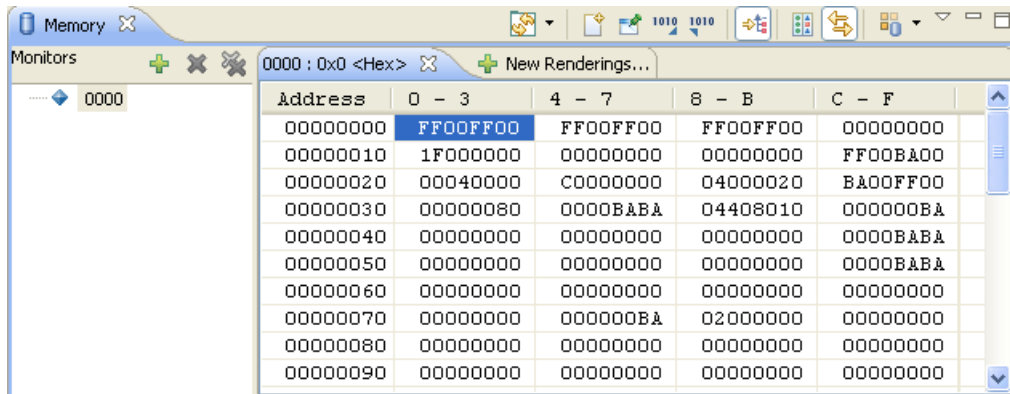 Memory
1010 1010
Monitors
0000 : 0x0 <Hex> New Renderings...
0000
Address 0 - 3 4 - 7 8 - B C - F
00000000 FF00FF00 FF00FF00 FF00FF00 00000000
00000010 1F000000 00000000 00000000 FF00BA00
00000020 00040000 C0000000 04000020 BA00FF00
00000030 00000080 0000BABA 04408010 000000BA
00000040 00000000 00000000 00000000 0000BABA
00000050 00000000 00000000 00000000 0000BABA
00000060 00000000 00000000 00000000 00000000
00000070 00000000 000000BA 02000000 00000000
00000080 00000000 00000000 00000000 00000000
00000090 00000000 00000000 00000000 00000000